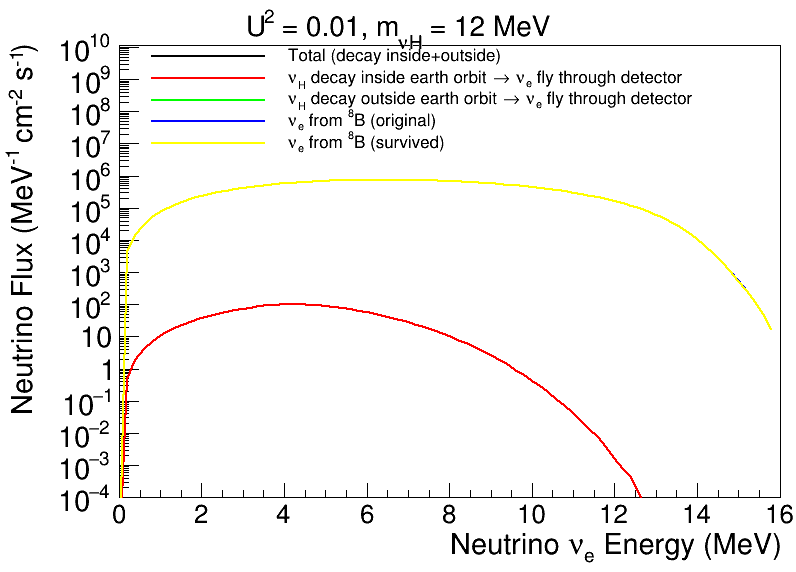 U² = 0.01, m_νH = 12 MeV
Total (decay inside+outside)
ν_H decay inside earth orbit → ν_e fly through detector
ν_H decay outside earth orbit → ν_e fly through detector
ν_e from ⁸B (original)
ν_e from ⁸B (survived)
Neutrino Flux (MeV⁻¹ cm⁻² s⁻¹)
10¹⁰
10⁹
10⁸
10⁷
10⁶
10⁵
10⁴
10³
10²
10
1
10⁻¹
10⁻²
10⁻³
10⁻⁴
0 2 4 6 8 10 12 14 16
Neutrino ν_e Energy (MeV)